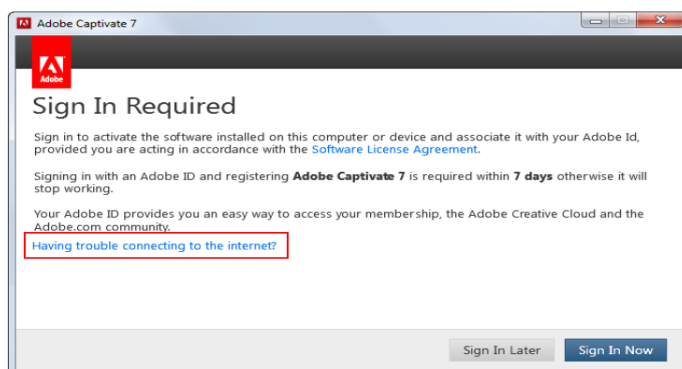 Adobe Captivate 7
Adobe
Sign In Required
Sign in to activate the software installed on this computer or device and associate it with your Adobe Id,
provided you are acting in accordance with the Software License Agreement.
Signing in with an Adobe ID and registering Adobe Captivate 7 is required within 7 days otherwise it will
stop working.
Your Adobe ID provides you an easy way to access your membership, the Adobe Creative Cloud and the
Adobe.com community.
Having trouble connecting to the internet?
Sign In Later Sign In Now